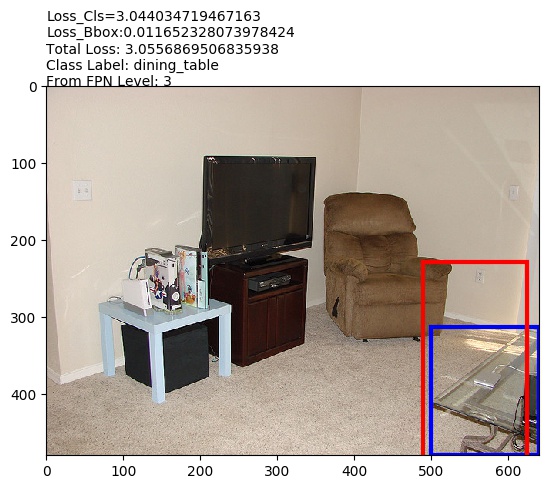 Loss_Cls=3.044034719467163
Loss_Bbox:0.011652328073978424
Total Loss: 3.0556869506835938
Class Label: dining_table
From FPN Level: 3
0
100
200
300
400
0 100 200 300 400 500 600